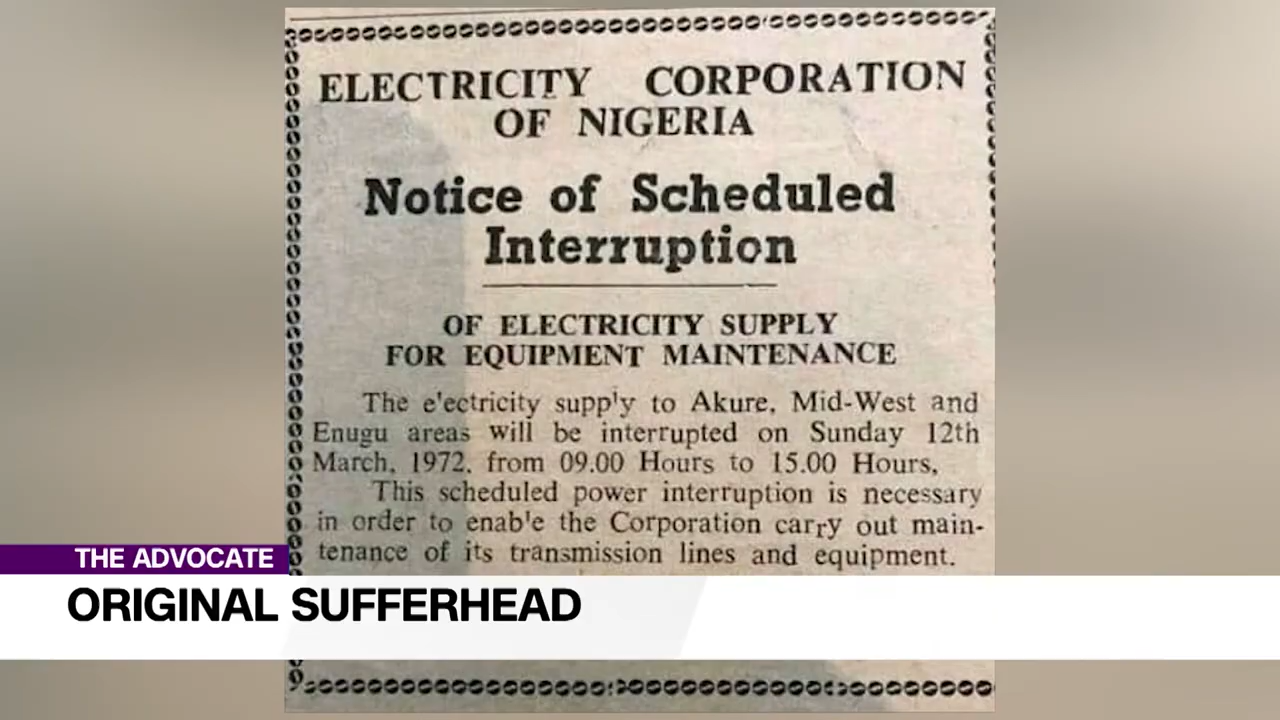 ELECTRICITY CORPORATION
OF NIGERIA
Notice of Scheduled
Interruption
OF ELECTRICITY SUPPLY
FOR EQUIPMENT MAINTENANCE
The e'ectricity supp'y to Akure, Mid-West and
Enugu areas will be interrupted on Sunday 12th
March, 1972, from 09.00 Hours to 15.00 Hours,
This scheduled power interruption is necessary
in order to enab'e the Corporation carry out main-
tenance of its transmission lines and equipment.
THE ADVOCATE
ORIGINAL SUFFERHEAD